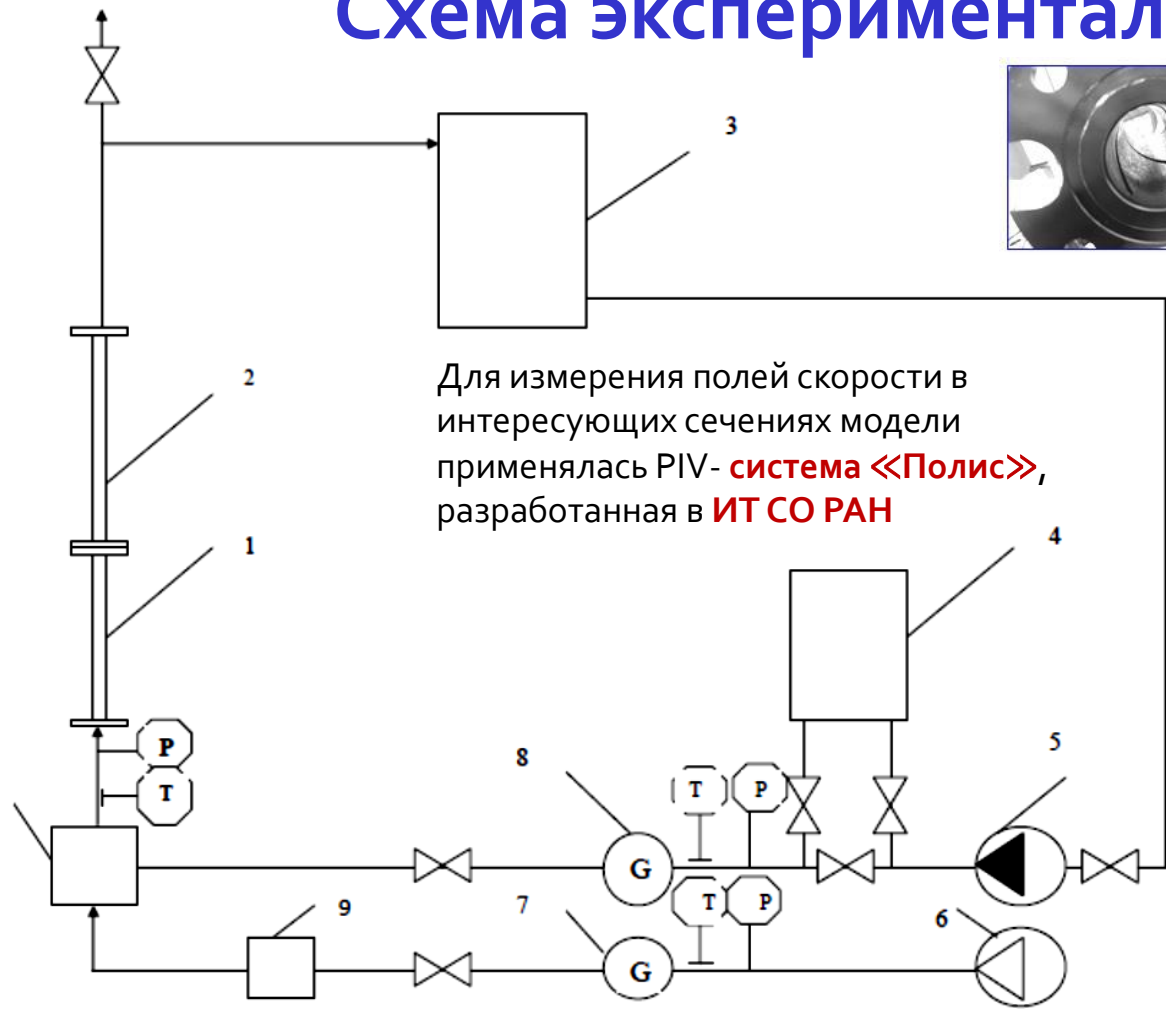 Схема экспериментал
3
2
Для измерения полей скорости в
интересующих сечениях модели
применялась PIV- система «Полис»,
разработанная в ИТ СО РАН
1
4
P
T
8
T
P
5
G
9
7
T
P
6
G